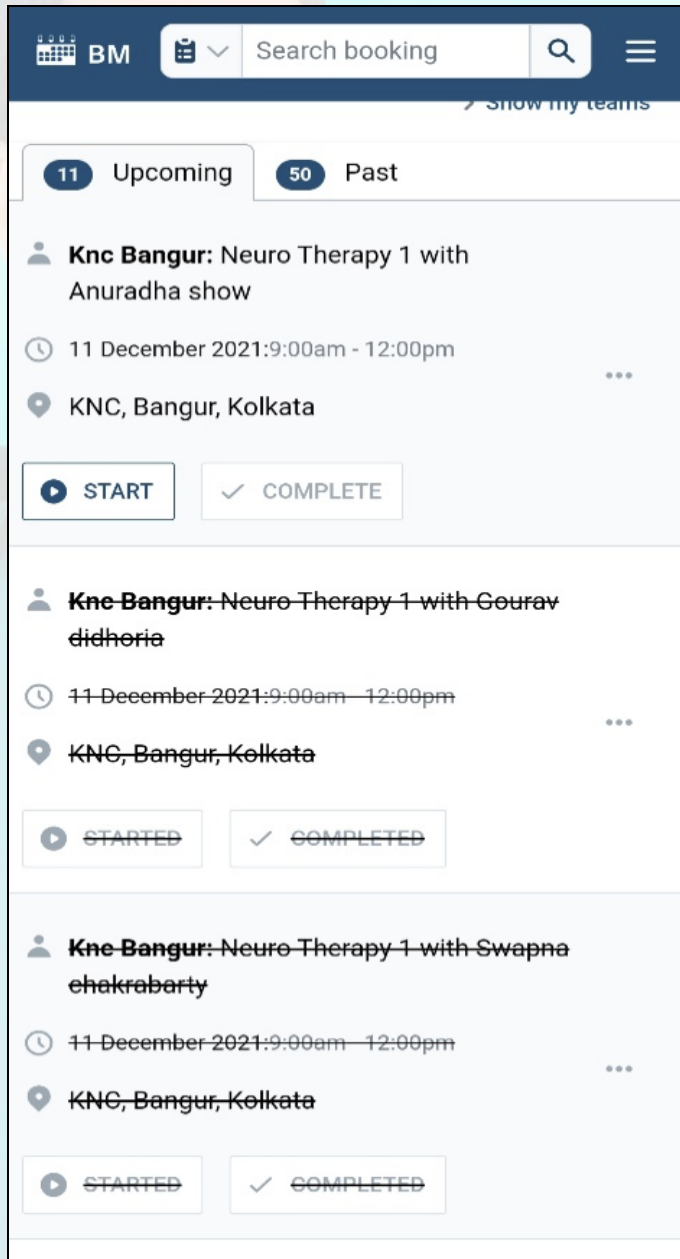 BM Search booking
Show my teams
11 Upcoming 50 Past
Knc Bangur: Neuro Therapy 1 with
Anuradha show
11 December 2021:9:00am - 12:00pm
KNC, Bangur, Kolkata
START COMPLETE
Knc Bangur: Neuro Therapy 1 with Gourav
didhoria
11 December 2021:9:00am - 12:00pm
KNC, Bangur, Kolkata
STARTED COMPLETED
Knc Bangur: Neuro Therapy 1 with Swapna
chakrabarty
11 December 2021:9:00am - 12:00pm
KNC, Bangur, Kolkata
STARTED COMPLETED